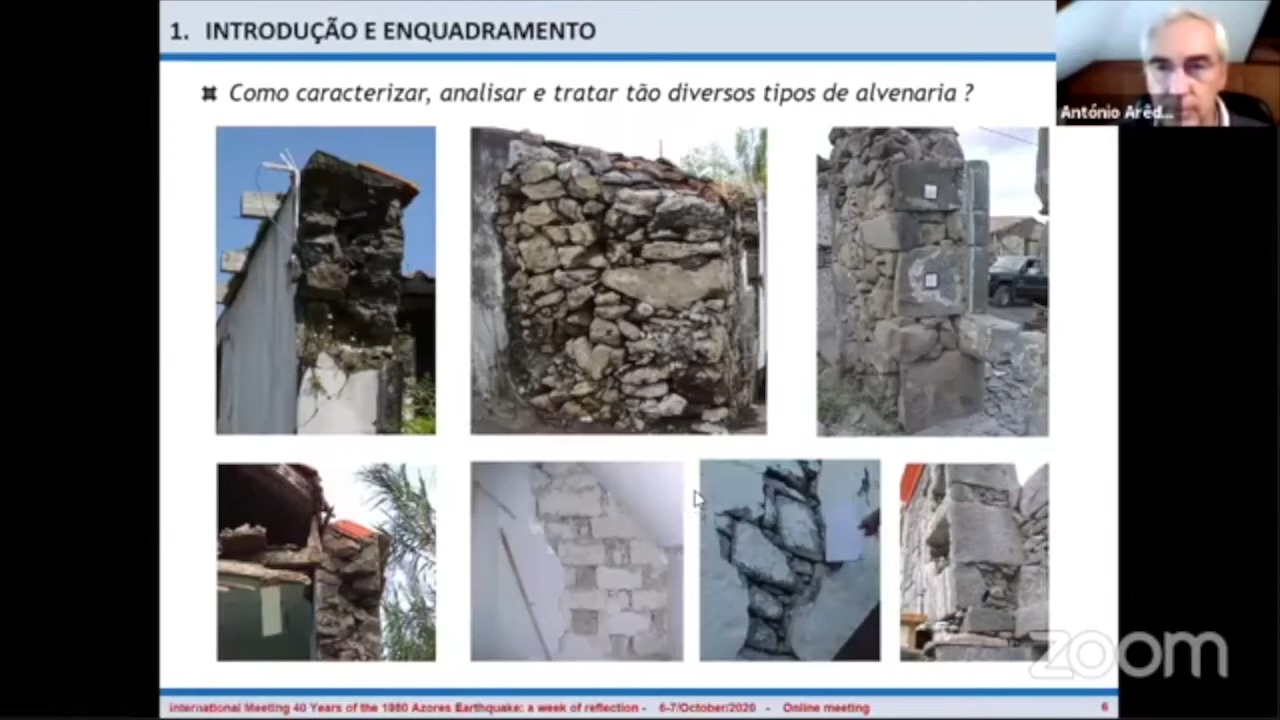 1. INTRODUÇÃO E ENQUADRAMENTO
António Arêd...
Como caracterizar, analisar e tratar tão diversos tipos de alvenaria ?
zoom
International Meeting 40 Years of the 1980 Azores Earthquake: a week of reflection - 6-7/October/2020 - Online meeting
6